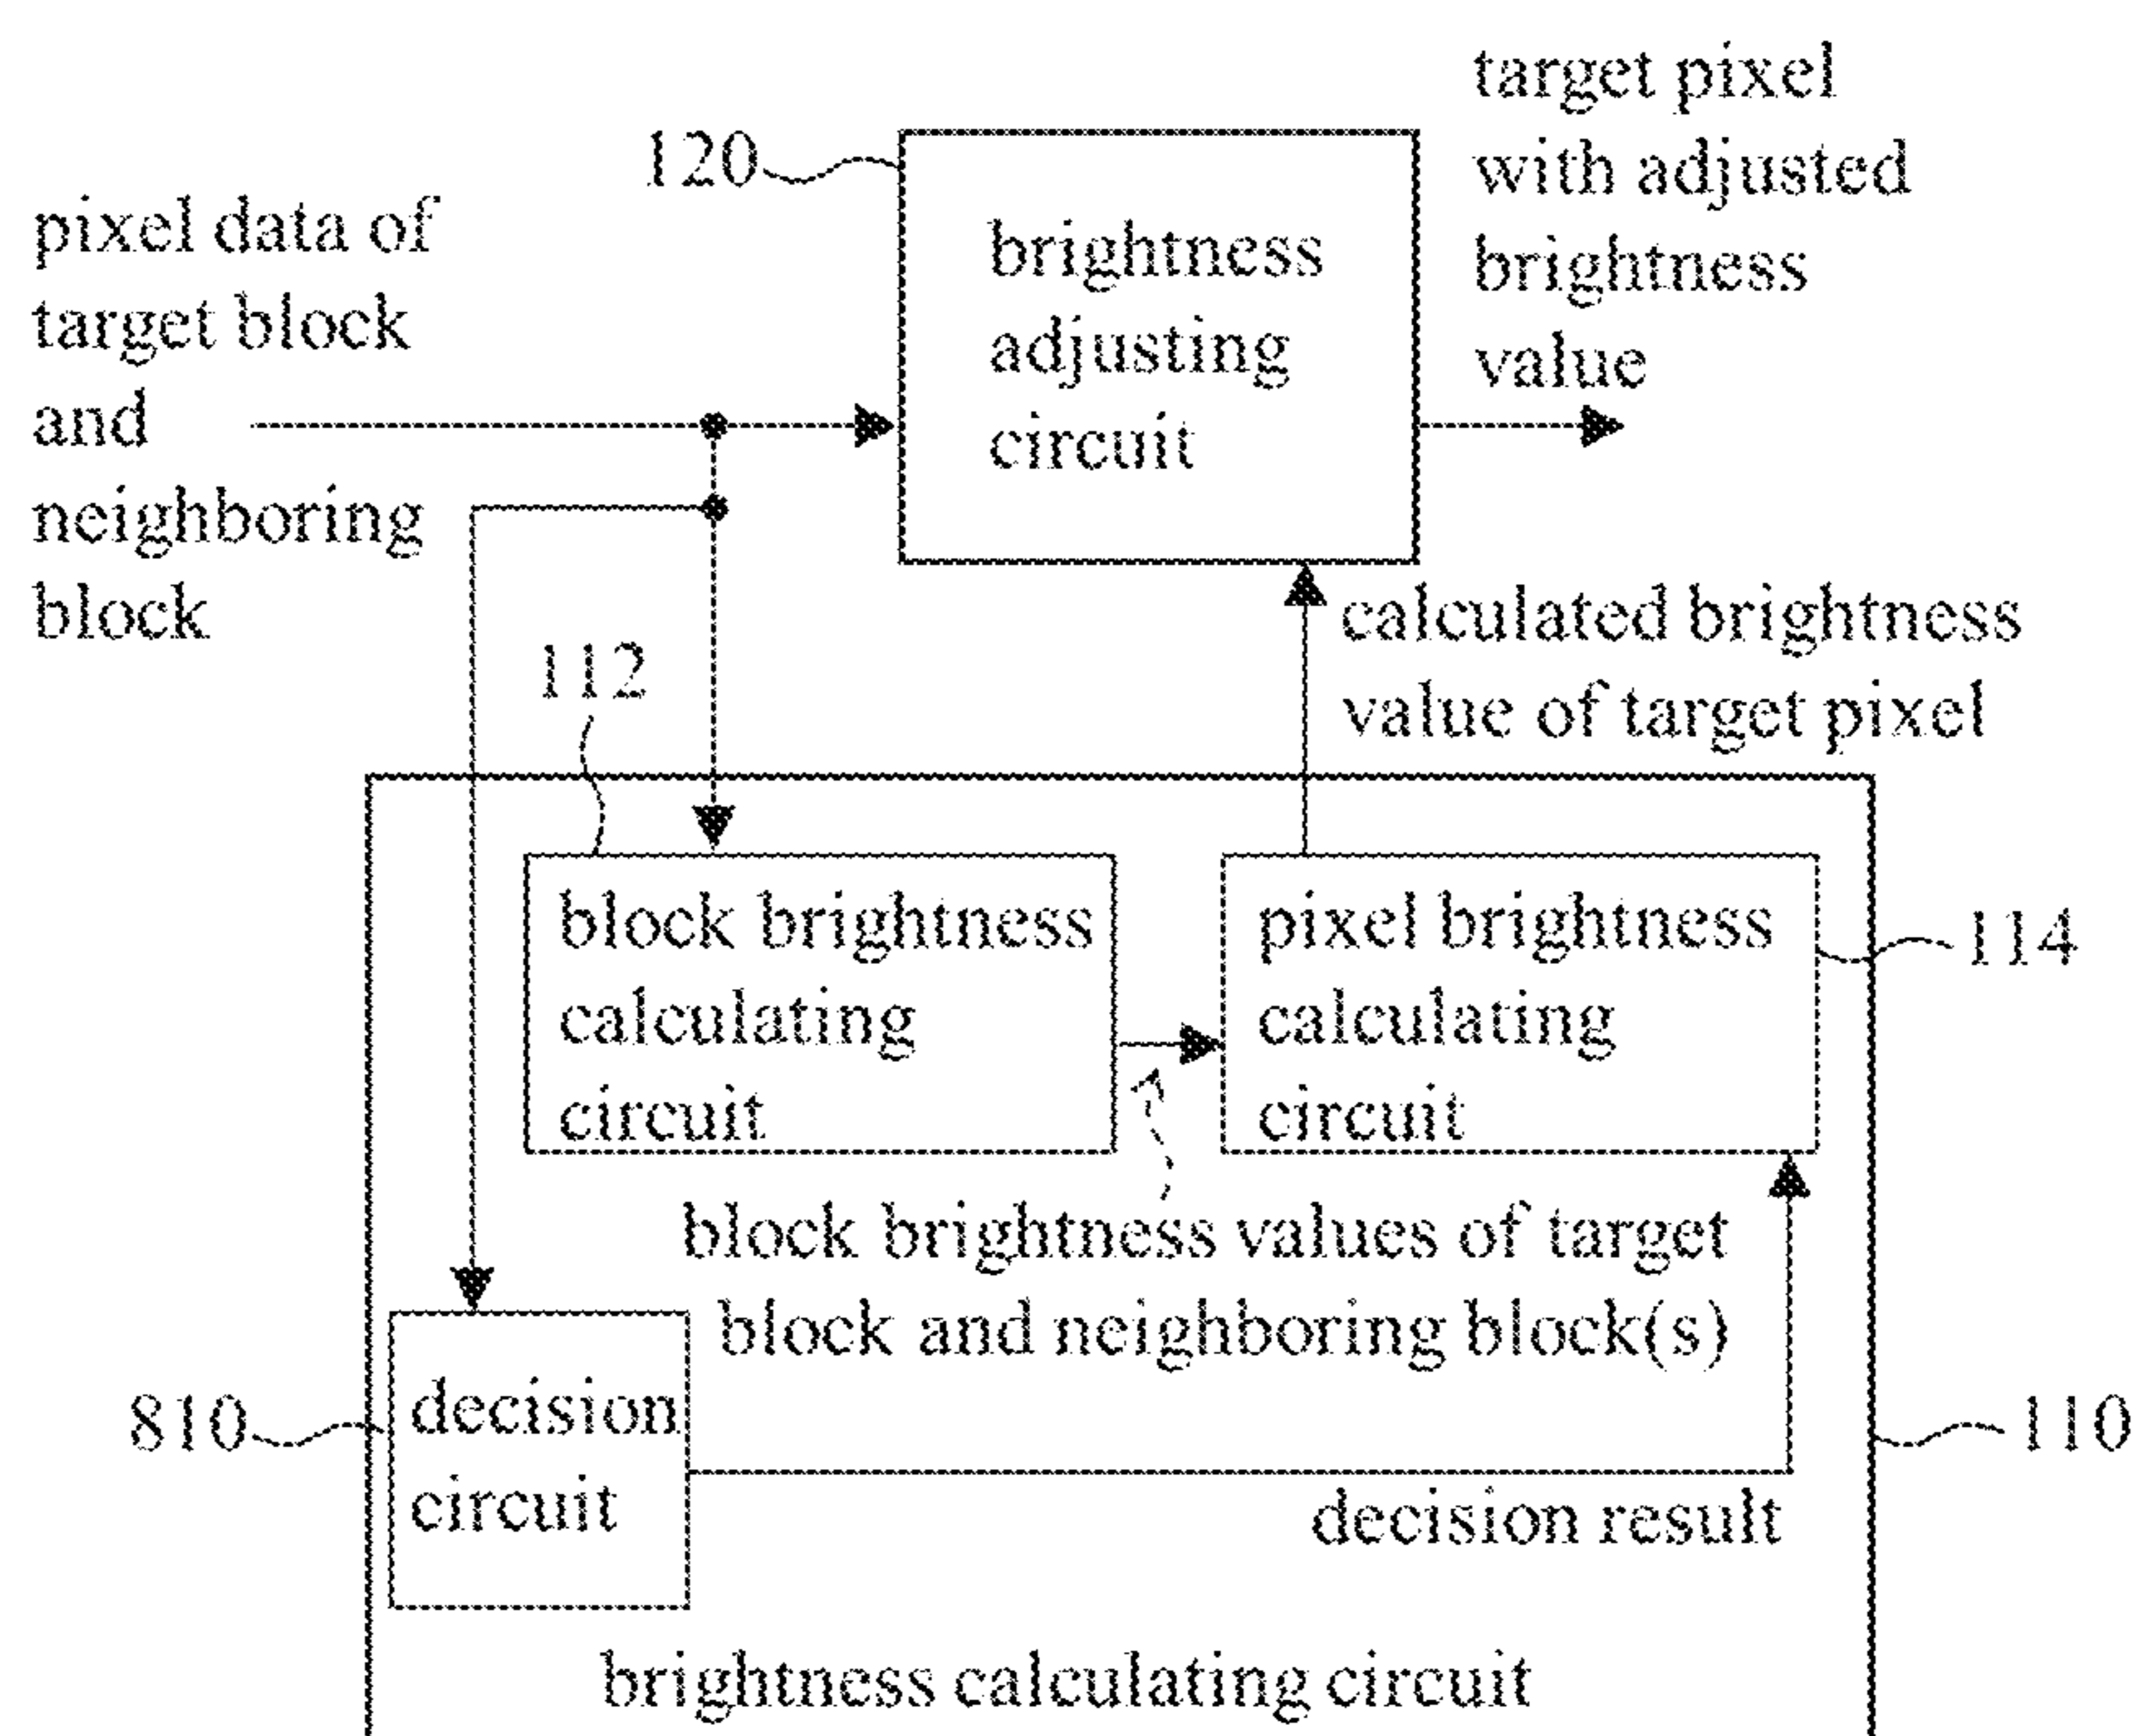 pixel data of
target block
and
neighboring
block
120
brightness
adjusting
circuit
target pixel
with adjusted
brightness
value
calculated brightness
value of target pixel
112
block brightness
calculating
circuit
pixel brightness
calculating
circuit
114
block brightness values of target
block and neighboring block(s)
810
decision
circuit
decision result
110
brightness calculating circuit